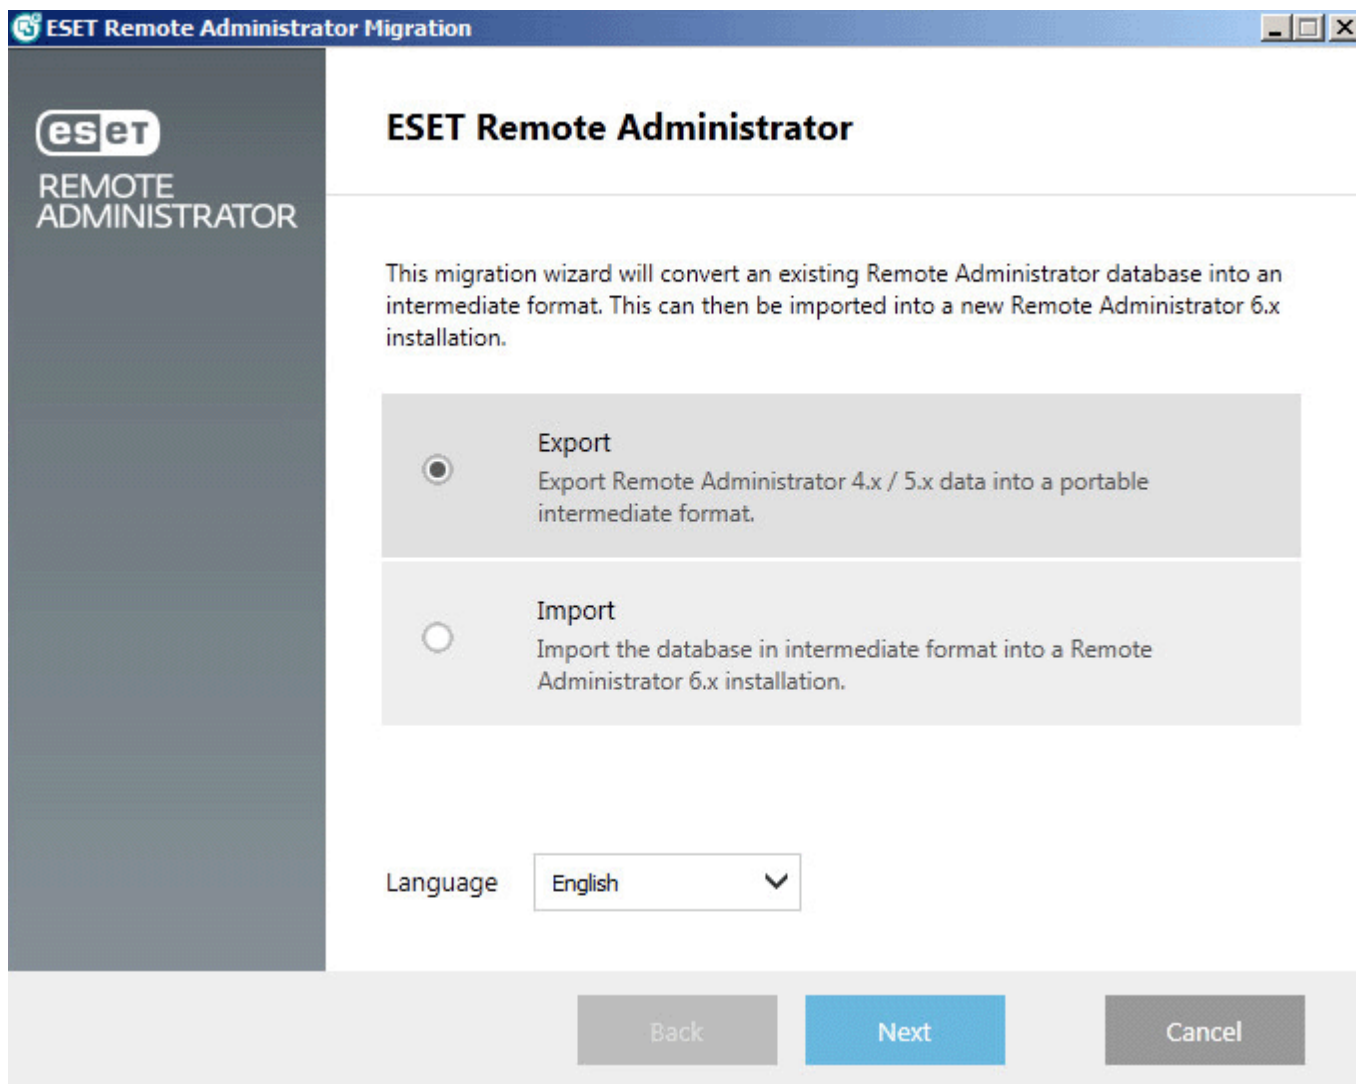 ESET Remote Administrator Migration
eseT
REMOTE
ADMINISTRATOR
ESET Remote Administrator
This migration wizard will convert an existing Remote Administrator database into an
intermediate format. This can then be imported into a new Remote Administrator 6.x
installation.
Export
Export Remote Administrator 4.x / 5.x data into a portable
intermediate format.
Import
Import the database in intermediate format into a Remote
Administrator 6.x installation.
Language
English
Back
Next
Cancel